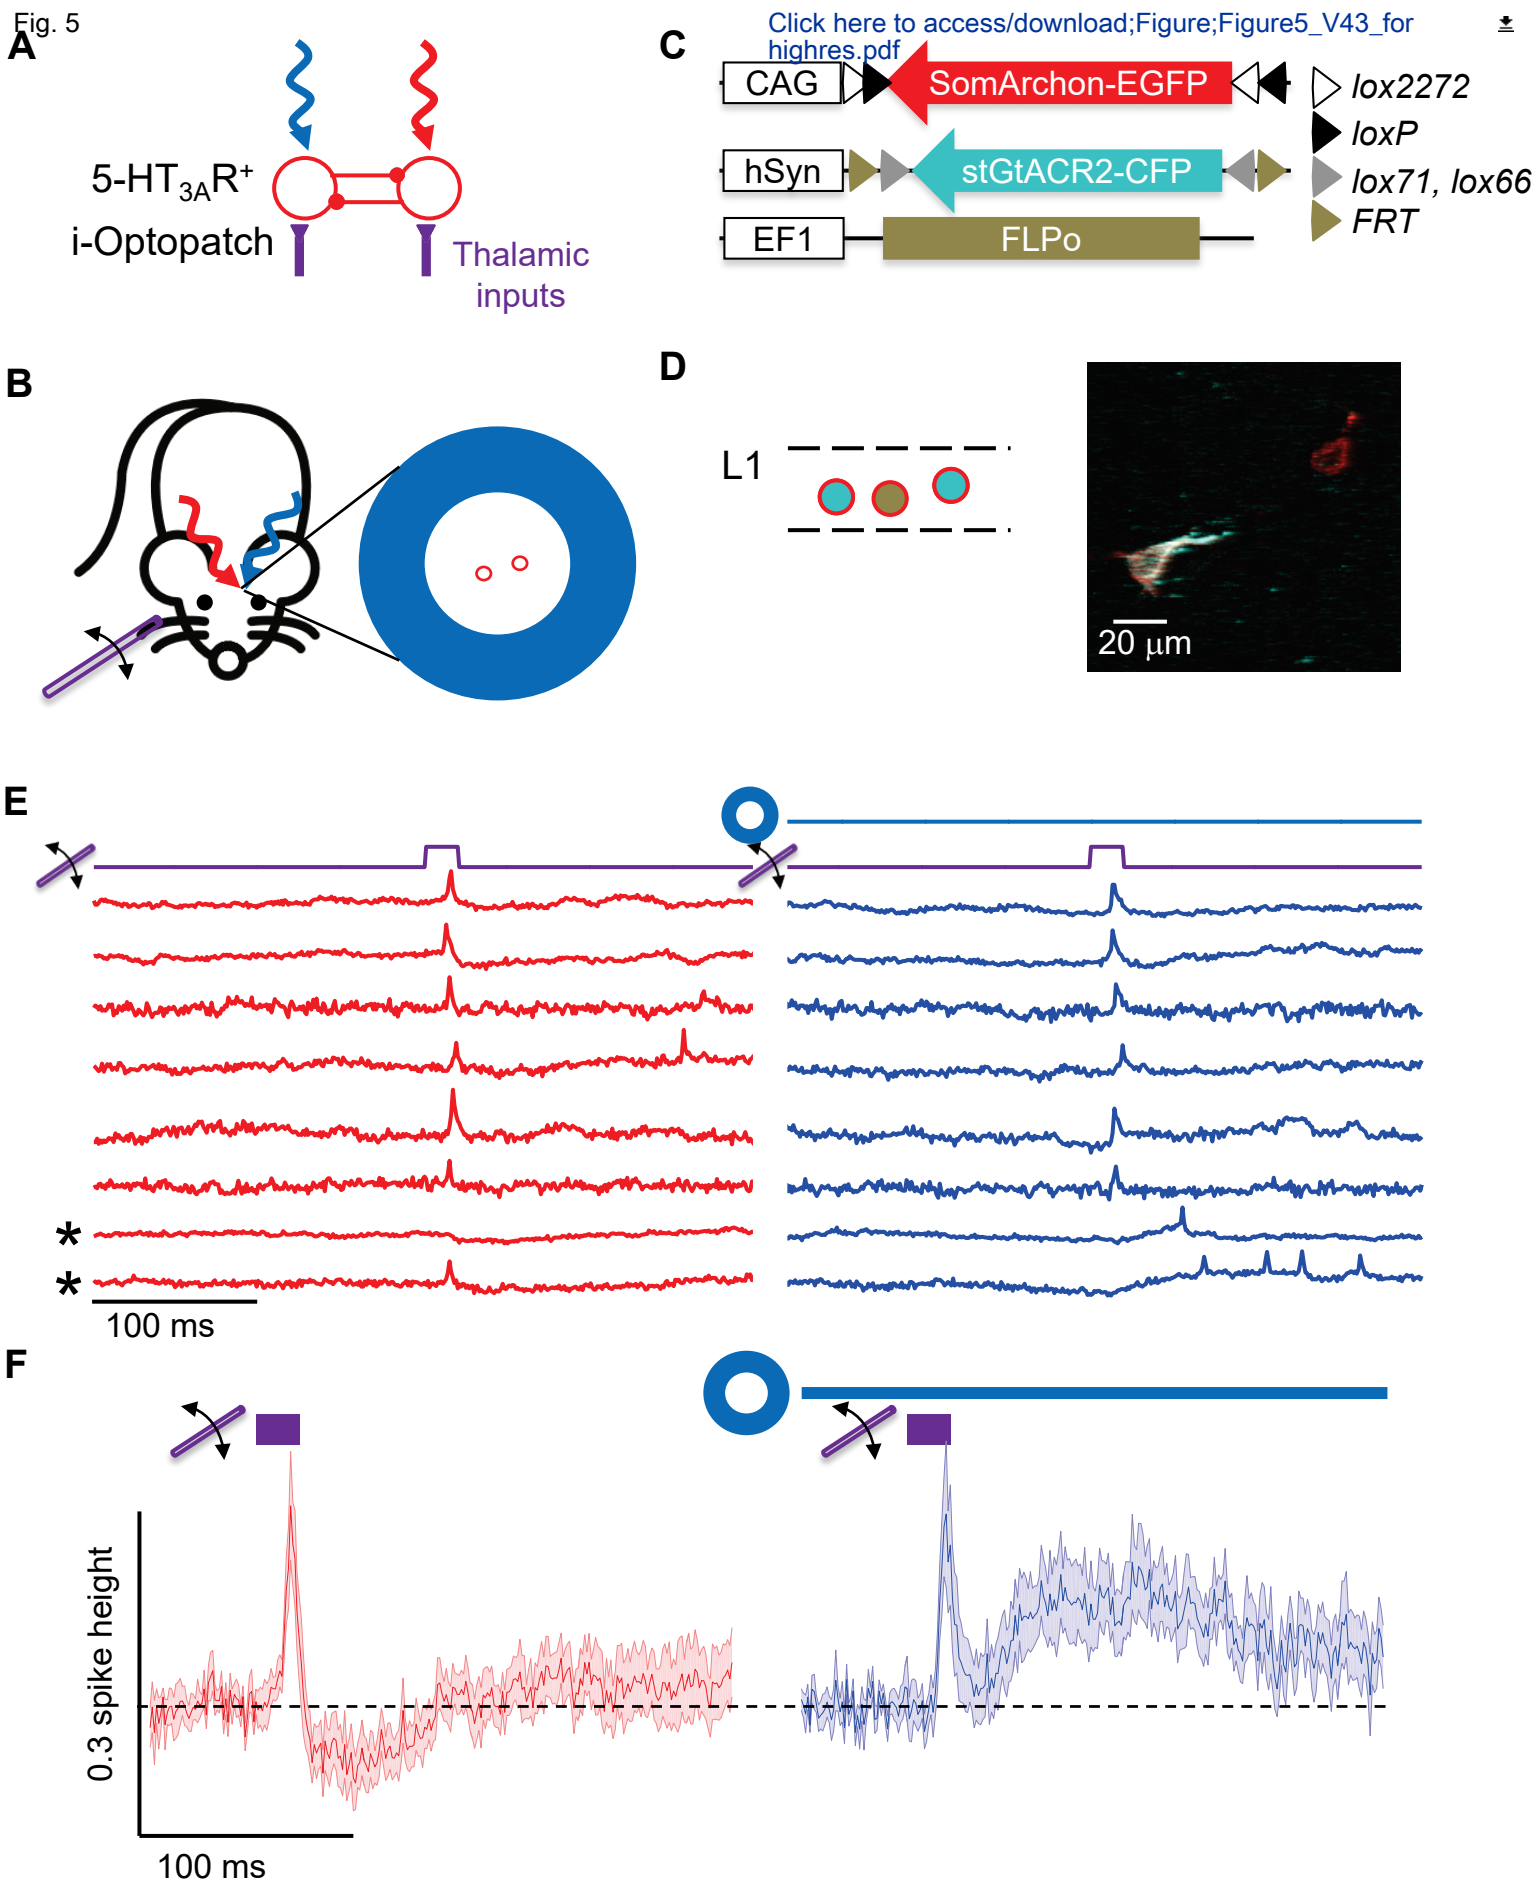 Fig. 5
Click here to access/download;Figure;Figure5_V43_for
highres.pdf
A
5-HT3AR+
i-Optopatch
Thalamic
inputs
C
CAG
SomArchon-EGFP
hSyn
stGtACR2-CFP
EF1
FLPo
lox2272
loxP
lox71, lox66
FRT
B
D
L1
20 μm
E
*
*
100 ms
F
0.3 spike height
100 ms